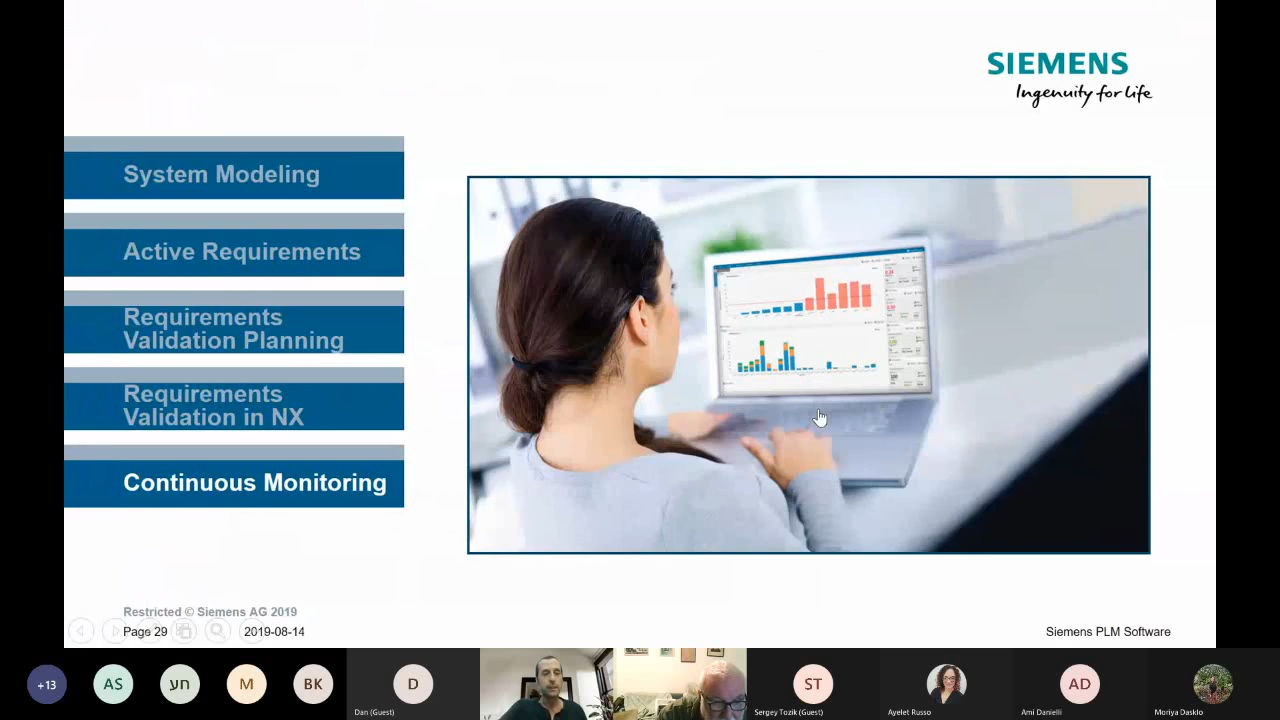 SIEMENS
Ingenuity for life
System Modeling
Active Requirements
Requirements
Validation Planning
Requirements
Validation in NX
Continuous Monitoring
Restricted © Siemens AG 2019
Page 29
2019-08-14
Siemens PLM Software
+13
AS
חע
M
BK
D
ST
AD
Dan (Guest)
Sergey Tozik (Guest)
Ayelet Russo
Ami Danielli
Moriya Dasklo